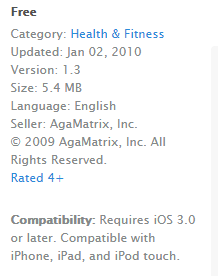 Free
Category: Health & Fitness
Updated: Jan 02, 2010
Version: 1.3
Size: 5.4 MB
Language: English
Seller: AgaMatrix, Inc.
© 2009 AgaMatrix, Inc. All
Rights Reserved.
Rated 4+
Compatibility: Requires iOS 3.0
or later. Compatible with
iPhone, iPad, and iPod touch.